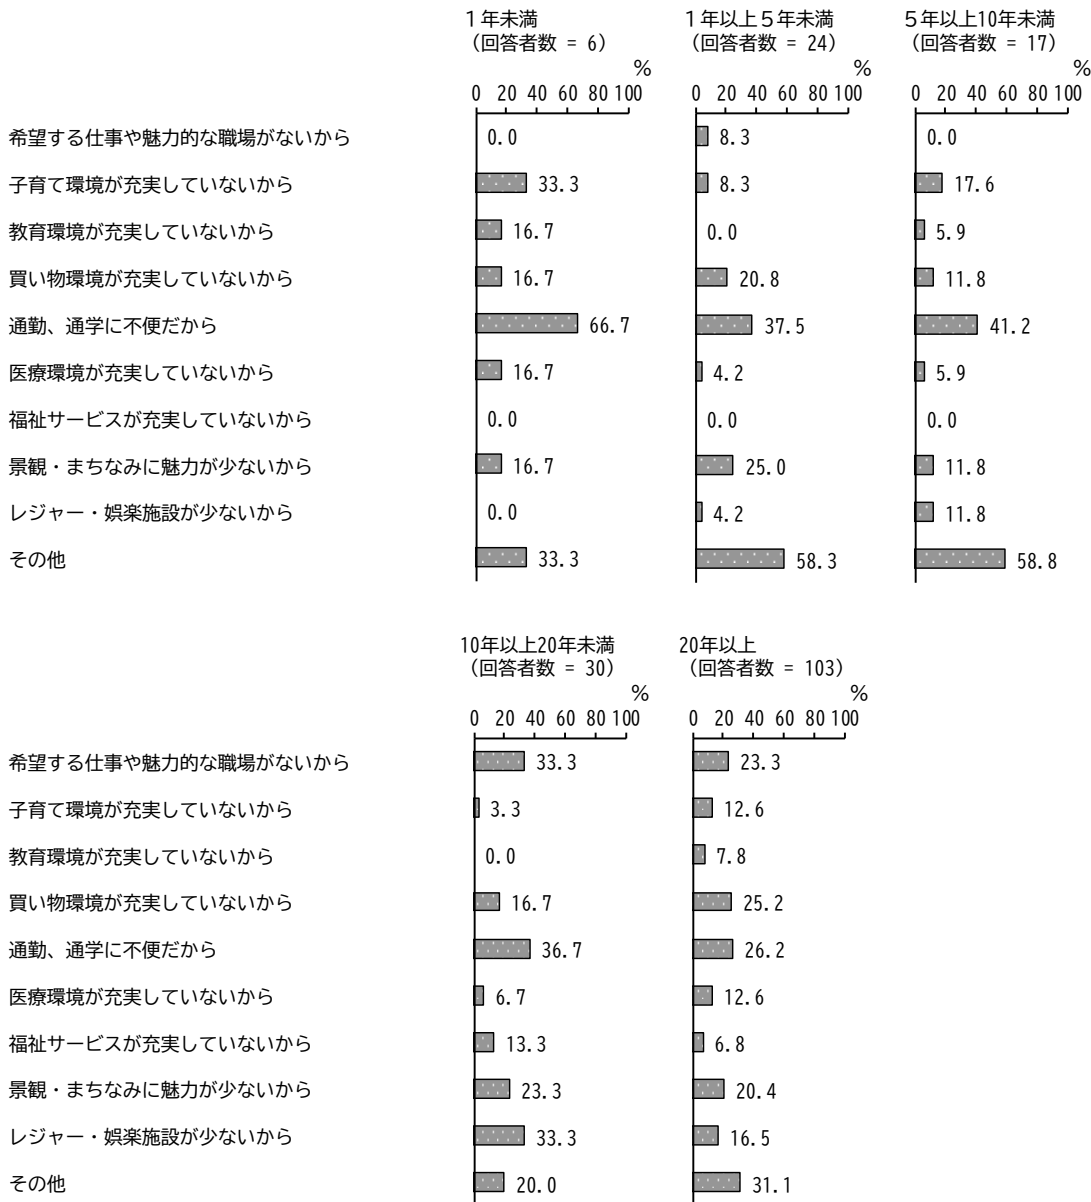 １年未満 １年以上５年未満 ５年以上10年未満
（回答者数 = 6） （回答者数 = 24） （回答者数 = 17）
% % %
0 20 40 60 80 100 0 20 40 60 80 100 0 20 40 60 80 100
希望する仕事や魅力的な職場がないから 0.0 8.3 0.0
子育て環境が充実していないから 33.3 8.3 17.6
教育環境が充実していないから 16.7 0.0 5.9
買い物環境が充実していないから 16.7 20.8 11.8
通勤、通学に不便だから 66.7 37.5 41.2
医療環境が充実していないから 16.7 4.2 5.9
福祉サービスが充実していないから 0.0 0.0 0.0
景観・まちなみに魅力が少ないから 16.7 25.0 11.8
レジャー・娯楽施設が少ないから 0.0 4.2 11.8
その他 33.3 58.3 58.8
10年以上20年未満 20年以上
（回答者数 = 30） （回答者数 = 103）
% %
0 20 40 60 80 100 0 20 40 60 80 100
希望する仕事や魅力的な職場がないから 33.3 23.3
子育て環境が充実していないから 3.3 12.6
教育環境が充実していないから 0.0 7.8
買い物環境が充実していないから 16.7 25.2
通勤、通学に不便だから 36.7 26.2
医療環境が充実していないから 6.7 12.6
福祉サービスが充実していないから 13.3 6.8
景観・まちなみに魅力が少ないから 23.3 20.4
レジャー・娯楽施設が少ないから 33.3 16.5
その他 20.0 31.1